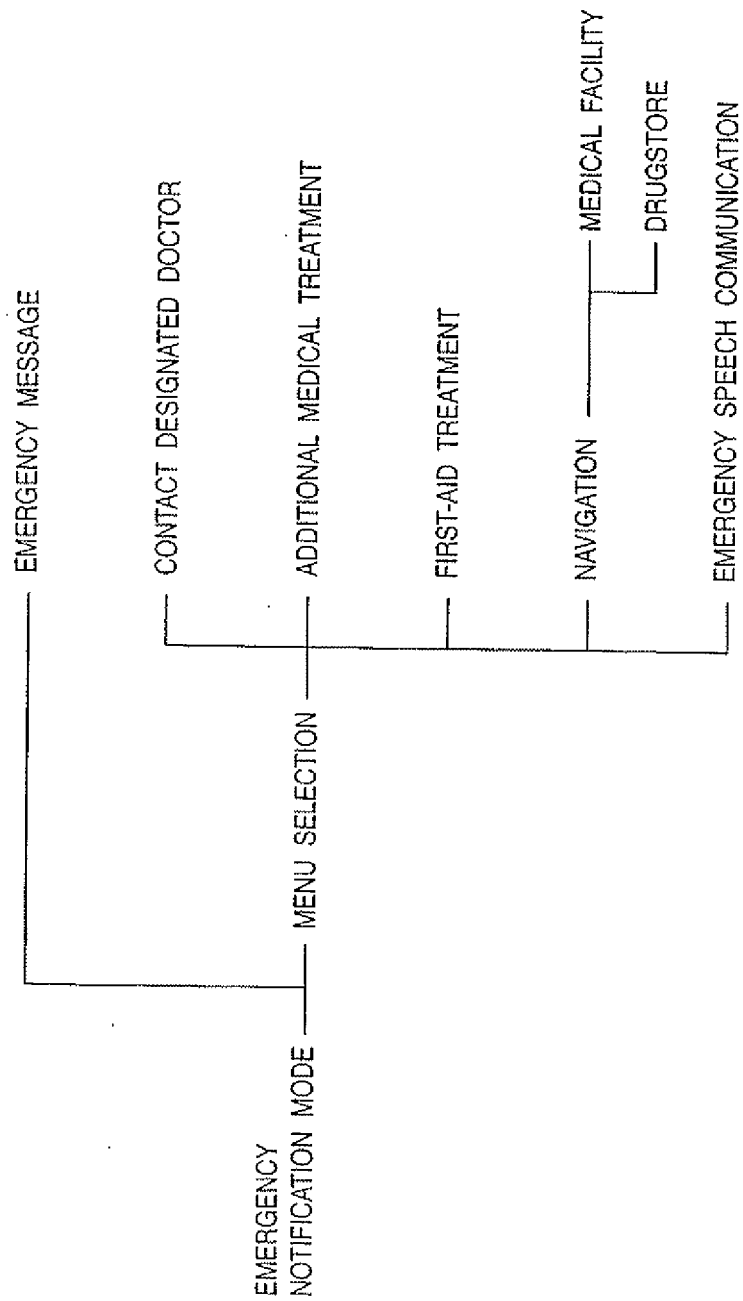 EMERGENCY MESSAGE
CONTACT DESIGNATED DOCTOR
EMERGENCY
NOTIFICATION MODE
MENU SELECTION
ADDITIONAL MEDICAL TREATMENT
FIRST-AID TREATMENT
NAVIGATION
MEDICAL FACILITY
DRUGSTORE
EMERGENCY SPEECH COMMUNICATION